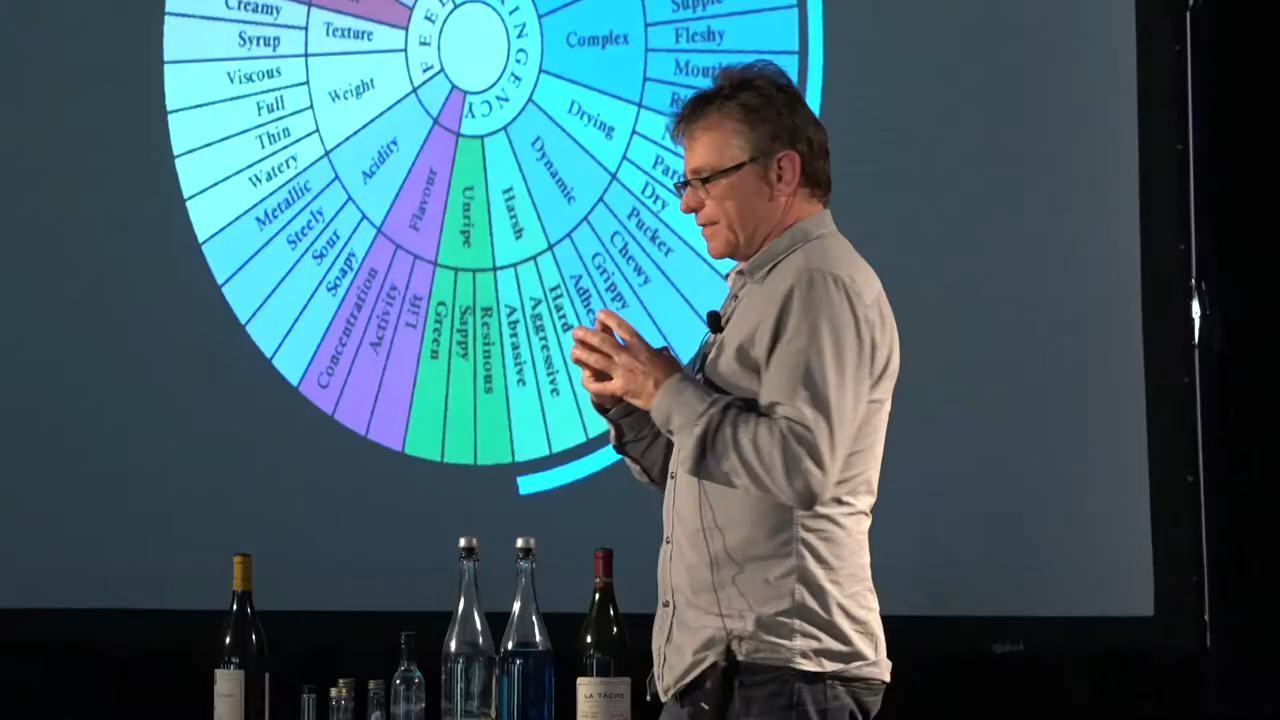 Creamy
Syrup
Viscous
Full
Thin
Watery
Metallic
Steely
Sour
Soapy
Concentration
Activity
Lift
Green
Sappy
Resinous
Abrasive
Aggressive
Hard
Grippy
Chewy
Pucker
Dry
Fleshy
Supple
Texture
Weight
Acidity
Flavour
Unripe
Harsh
Dynamic
Drying
Complex
LA TÂCHE